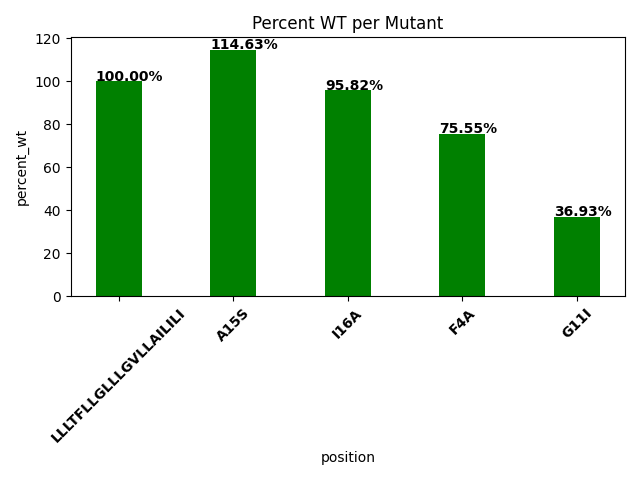 Percent WT per Mutant
percent_wt
120
100
80
60
40
20
0
100.00%
114.63%
95.82%
75.55%
36.93%
LLLTFLLGLLLGVLLAILILI
A15S
I16A
F4A
G11I
position